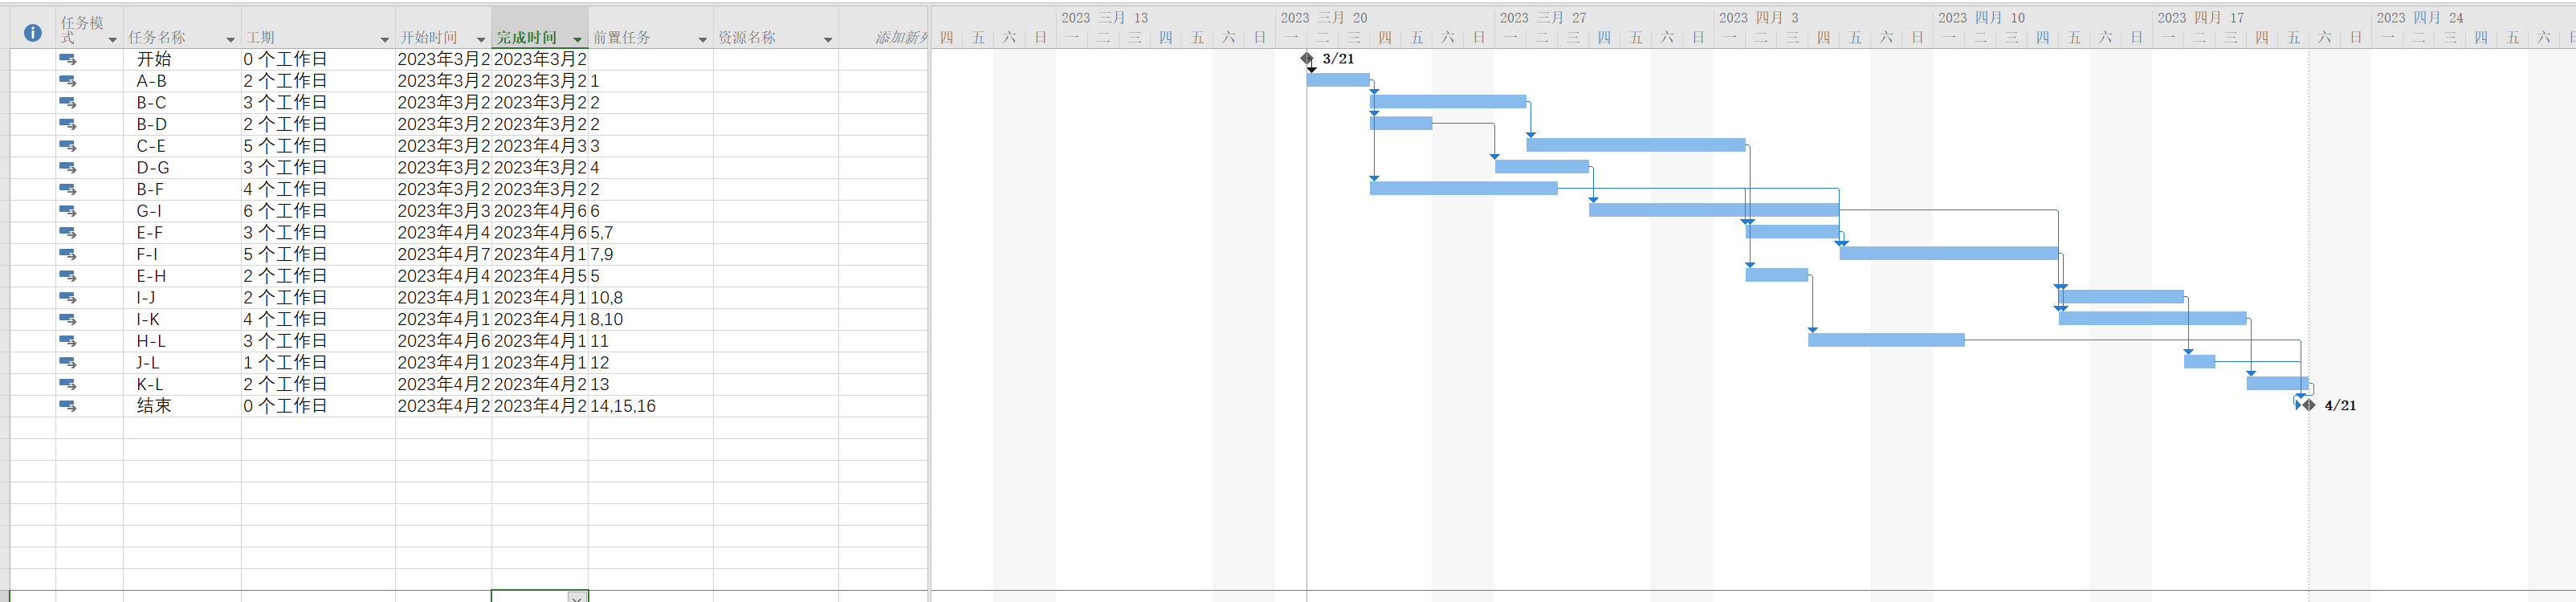 任务模式 任务名称 工期 开始时间 完成时间 前置任务 资源名称 添加新列
2023 三月 13 2023 三月 20 2023 三月 27 2023 四月 3 2023 四月 10 2023 四月 17 2023 四月 24
四 五 六 日 一 二 三 四 五 六 日 一 二 三 四 五 六 日 一 二 三 四 五 六 日 一 二 三 四 五 六 日 一 二 三 四 五 六 日 一 二 三 四 五 六 日 一 二 三 四 五 六 日
开始 0 个工作日 2023年3月2 2023年3月2
3/21
A-B 2 个工作日 2023年3月2 2023年3月2 1
B-C 3 个工作日 2023年3月2 2023年3月2 2
B-D 2 个工作日 2023年3月2 2023年3月2 2
C-E 5 个工作日 2023年3月2 2023年4月3 3
D-G 3 个工作日 2023年3月2 2023年3月2 4
B-F 4 个工作日 2023年3月2 2023年3月2 2
G-I 6 个工作日 2023年3月3 2023年4月6 6
E-F 3 个工作日 2023年4月4 2023年4月6 5,7
F-I 5 个工作日 2023年4月7 2023年4月1 7,9
E-H 2 个工作日 2023年4月4 2023年4月5 5
I-J 2 个工作日 2023年4月1 2023年4月1 10,8
I-K 4 个工作日 2023年4月1 2023年4月1 8,10
H-L 3 个工作日 2023年4月6 2023年4月1 11
J-L 1 个工作日 2023年4月1 2023年4月1 12
K-L 2 个工作日 2023年4月2 2023年4月2 13
结束 0 个工作日 2023年4月2 2023年4月2 14,15,16
4/21